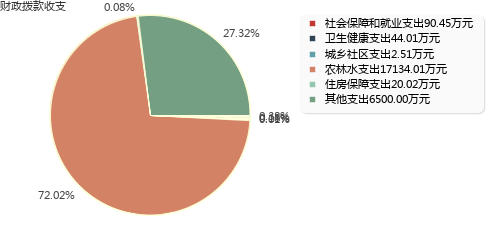 财政拨款收支
0.08%
27.32%
72.02%
社会保障和就业支出90.45万元
卫生健康支出44.01万元
城乡社区支出2.51万元
农林水支出17134.01万元
住房保障支出20.02万元
其他支出6500.00万元